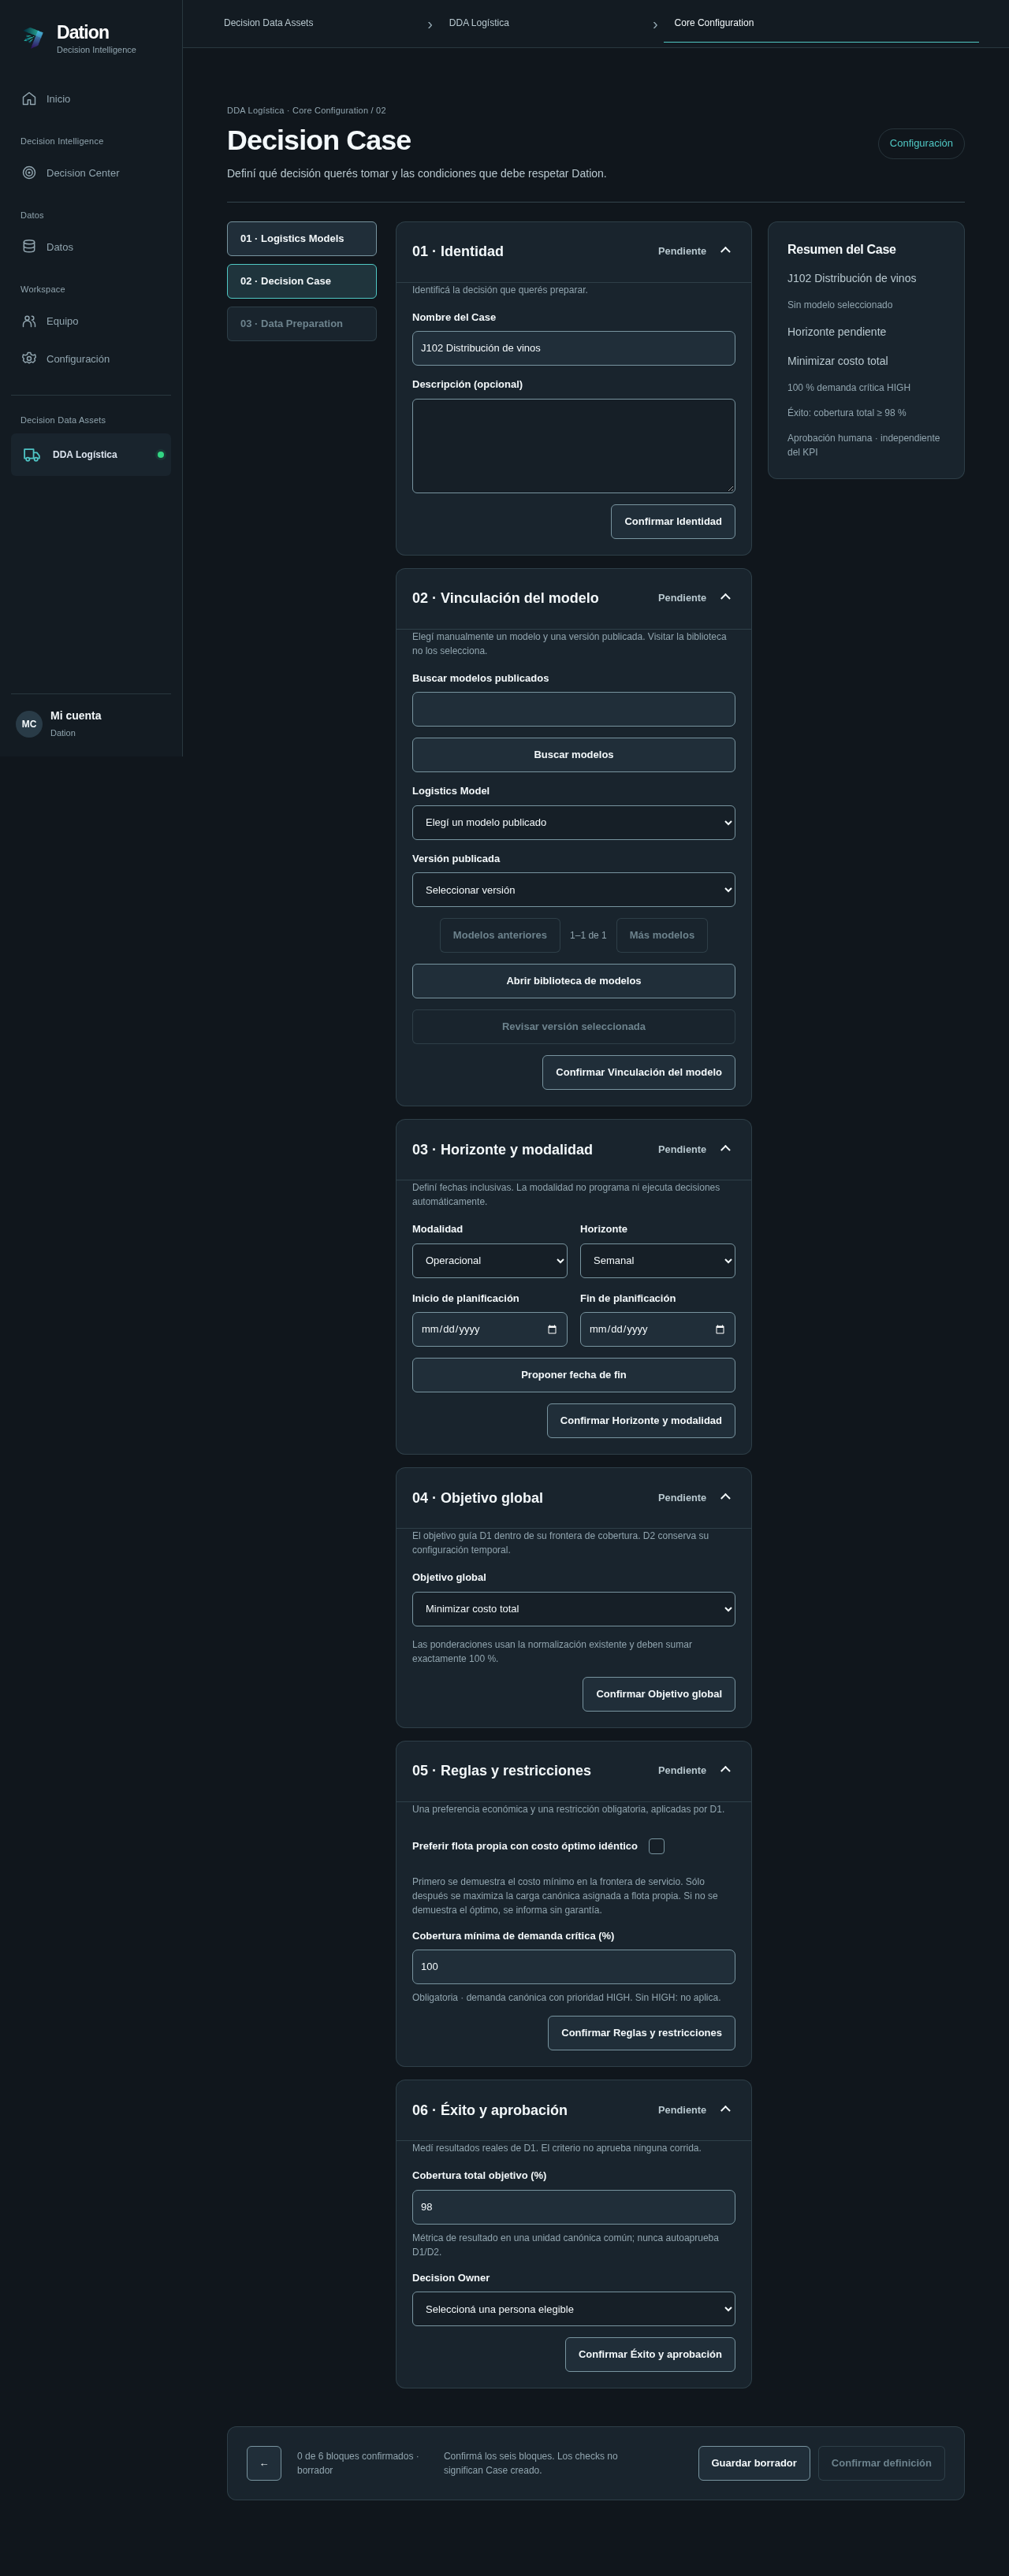 Dation
Decision Intelligence
Inicio
Decision Intelligence
Decision Center
Datos
Datos
Workspace
Equipo
Configuración
Decision Data Assets
DDA Logística
MC
Mi cuenta
Dation
Decision Data Assets
DDA Logística
Core Configuration
DDA Logística · Core Configuration / 02
Decision Case
Definí qué decisión querés tomar y las condiciones que debe respetar Dation.
Configuración
01 · Logistics Models
02 · Decision Case
03 · Data Preparation
01 · Identidad
Pendiente
Identificá la decisión que querés preparar.
Nombre del Case
J102 Distribución de vinos
Descripción (opcional)
Confirmar Identidad
02 · Vinculación del modelo
Pendiente
Elegí manualmente un modelo y una versión publicada. Visitar la biblioteca
no los selecciona.
Buscar modelos publicados
Buscar modelos
Logistics Model
Elegí un modelo publicado
Versión publicada
Seleccionar versión
Modelos anteriores
1–1 de 1
Más modelos
Abrir biblioteca de modelos
Revisar versión seleccionada
Confirmar Vinculación del modelo
03 · Horizonte y modalidad
Pendiente
Definí fechas inclusivas. La modalidad no programa ni ejecuta decisiones
automáticamente.
Modalidad
Horizonte
Operacional
Semanal
Inicio de planificación
Fin de planificación
mm/dd/yyyy
mm/dd/yyyy
Proponer fecha de fin
Confirmar Horizonte y modalidad
04 · Objetivo global
Pendiente
El objetivo guía D1 dentro de su frontera de cobertura. D2 conserva su
configuración temporal.
Objetivo global
Minimizar costo total
Las ponderaciones usan la normalización existente y deben sumar
exactamente 100 %.
Confirmar Objetivo global
05 · Reglas y restricciones
Pendiente
Una preferencia económica y una restricción obligatoria, aplicadas por D1.
Preferir flota propia con costo óptimo idéntico
Primero se demuestra el costo mínimo en la frontera de servicio. Sólo
después se maximiza la carga canónica asignada a flota propia. Si no se
demuestra el óptimo, se informa sin garantía.
Cobertura mínima de demanda crítica (%)
100
Obligatoria · demanda canónica con prioridad HIGH. Sin HIGH: no aplica.
Confirmar Reglas y restricciones
06 · Éxito y aprobación
Pendiente
Medí resultados reales de D1. El criterio no aprueba ninguna corrida.
Cobertura total objetivo (%)
98
Métrica de resultado en una unidad canónica común; nunca autoaprueba
D1/D2.
Decision Owner
Seleccioná una persona elegible
Confirmar Éxito y aprobación
Resumen del Case
J102 Distribución de vinos
Sin modelo seleccionado
Horizonte pendiente
Minimizar costo total
100 % demanda crítica HIGH
Éxito: cobertura total ≥ 98 %
Aprobación humana · independiente
del KPI
←
0 de 6 bloques confirmados ·
borrador
Confirmá los seis bloques. Los checks no
significan Case creado.
Guardar borrador
Confirmar definición